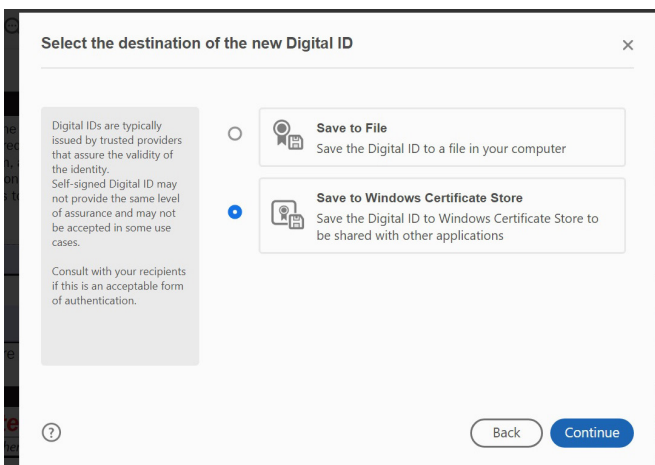 Select the destination of the new Digital ID
Digital IDs are typically
issued by trusted providers
that assure the validity of
the identity.
Self-signed Digital ID may
not provide the same level
of assurance and may not
be accepted in some use
cases.
Consult with your recipients
if this is an acceptable form
of authentication.
Save to File
Save the Digital ID to a file in your computer
Save to Windows Certificate Store
Save the Digital ID to Windows Certificate Store to
be shared with other applications
?
Back
Continue